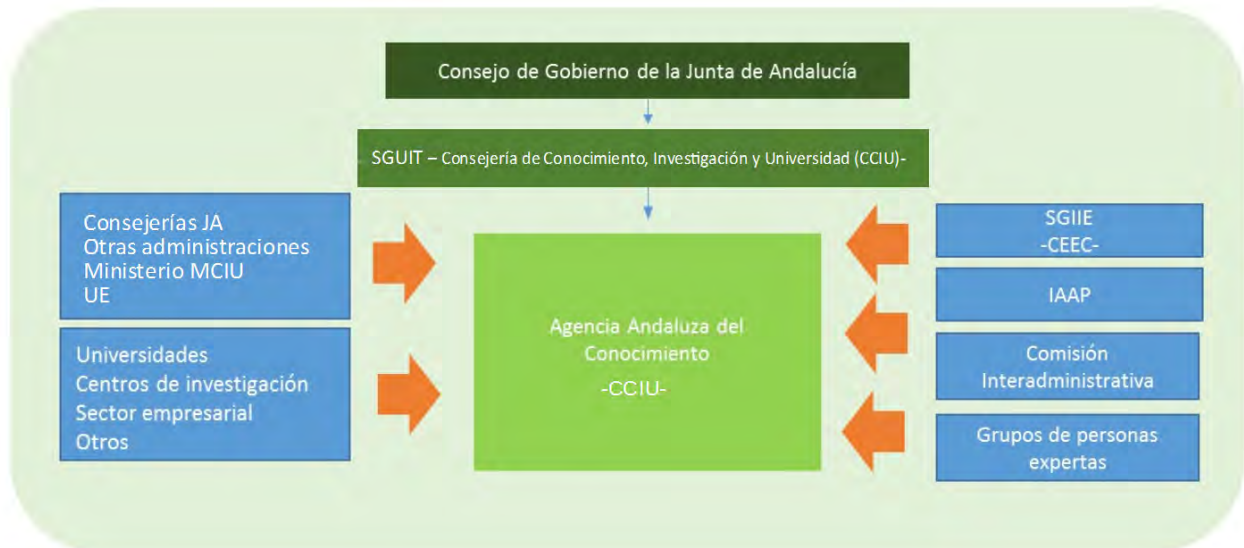 Consejo de Gobierno de la Junta de Andalucía
SGUIT – Consejería de Conocimiento, Investigación y Universidad (CCIU)-
Consejerías JA
Otras administraciones
Ministerio MCIU
UE
Universidades
Centros de investigación
Sector empresarial
Otros
Agencia Andaluza del
Conocimiento
-CCIU-
SGIIE
-CEEC-
IAAP
Comisión
Interadministrativa
Grupos de personas
expertas